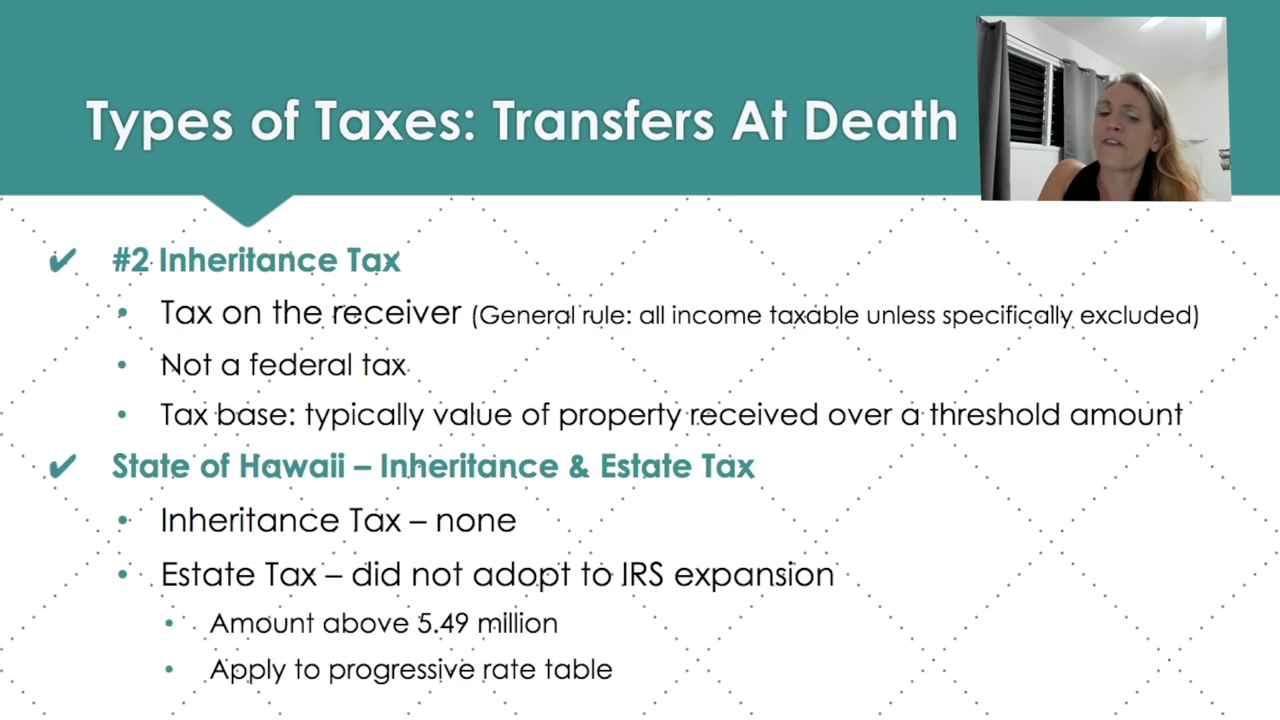 Types of Taxes: Transfers At Death
✔ #2 Inheritance Tax
• Tax on the receiver (General rule: all income taxable unless specifically excluded)
• Not a federal tax
• Tax base: typically value of property received over a threshold amount
✔ State of Hawaii – Inheritance & Estate Tax
• Inheritance Tax – none
• Estate Tax – did not adopt to IRS expansion
• Amount above 5.49 million
• Apply to progressive rate table